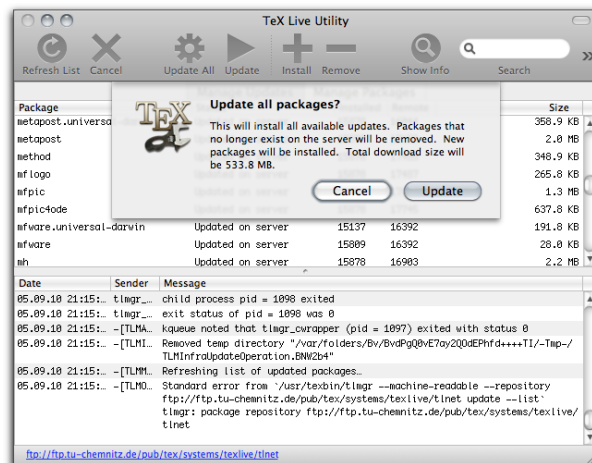 TeX Live Utility
Refresh List Cancel Update All Update Install Remove Show Info Search
Manage Updates Manage Packages
Update all packages?
This will install all available updates. Packages that
no longer exist on the server will be removed. New
packages will be installed. Total download size will
be 533.8 MB.
Cancel Update
Package Size
metapost.universa 358.9 KB
metapost 2.0 MB
method 348.9 KB
mflogo 265.8 KB
mfpic 1.3 MB
mfpic4ode 637.8 KB
mfware.universal-darwin Updated on server 15137 16392 191.8 KB
mfware Updated on server 15809 16392 28.0 KB
mh Updated on server 15878 16903 2.2 MB
Date Sender Message
05.09.10 21:15:… tlmgr_… child process pid = 1098 exited
05.09.10 21:15:… tlmgr_… exit status of pid = 1098 was 0
05.09.10 21:15:… -[TLMA… kqueue noted that tlmgr_cwrapper (pid = 1097) exited with status 0
05.09.10 21:15:… -[TLMI… Removed temp directory "/var/folders/Bv/BvdPgQ0vE7ay2QOdEPhfd++++TI/-Tmp-/
TLMInfraUpdateOperation.BNW2b4"
05.09.10 21:15:… -[TLMM… Refreshing list of updated packages…
05.09.10 21:15:… -[TLMO… Standard error from `/usr/texbin/tlmgr --machine-readable --repository
ftp://ftp.tu-chemnitz.de/pub/tex/systems/texlive/tlnet update --list`
tlmgr: package repository ftp://ftp.tu-chemnitz.de/pub/tex/systems/texlive/
tlnet
ftp://ftp.tu-chemnitz.de/pub/tex/systems/texlive/tlnet